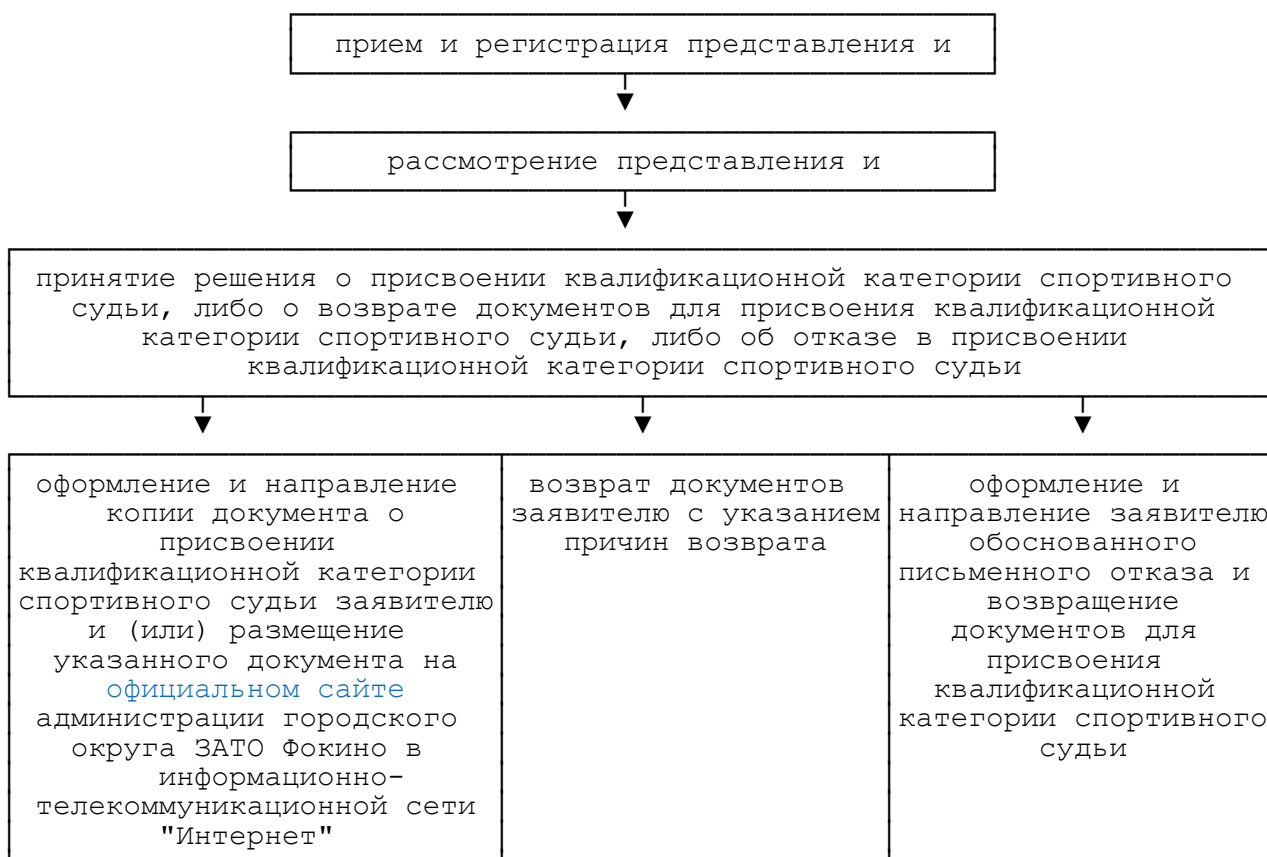 прием и регистрация представления и
рассмотрение представления и
принятие решения о присвоении квалификационной категории спортивного
судьи, либо о возврате документов для присвоения квалификационной
категории спортивного судьи, либо об отказе в присвоении
квалификационной категории спортивного судьи
оформление и направление
копии документа о
присвоении
квалификационной категории
спортивного судьи заявителю
и (или) размещение
указанного документа на
официальном сайте
администрации городского
округа ЗАТО Фокино в
информационно-
телекоммуникационной сети
"Интернет"
возврат документов
заявителю с указанием
причин возврата
оформление и
направление заявителю
обоснованного
письменного отказа и
возвращение
документов для
присвоения
квалификационной
категории спортивного
судьи